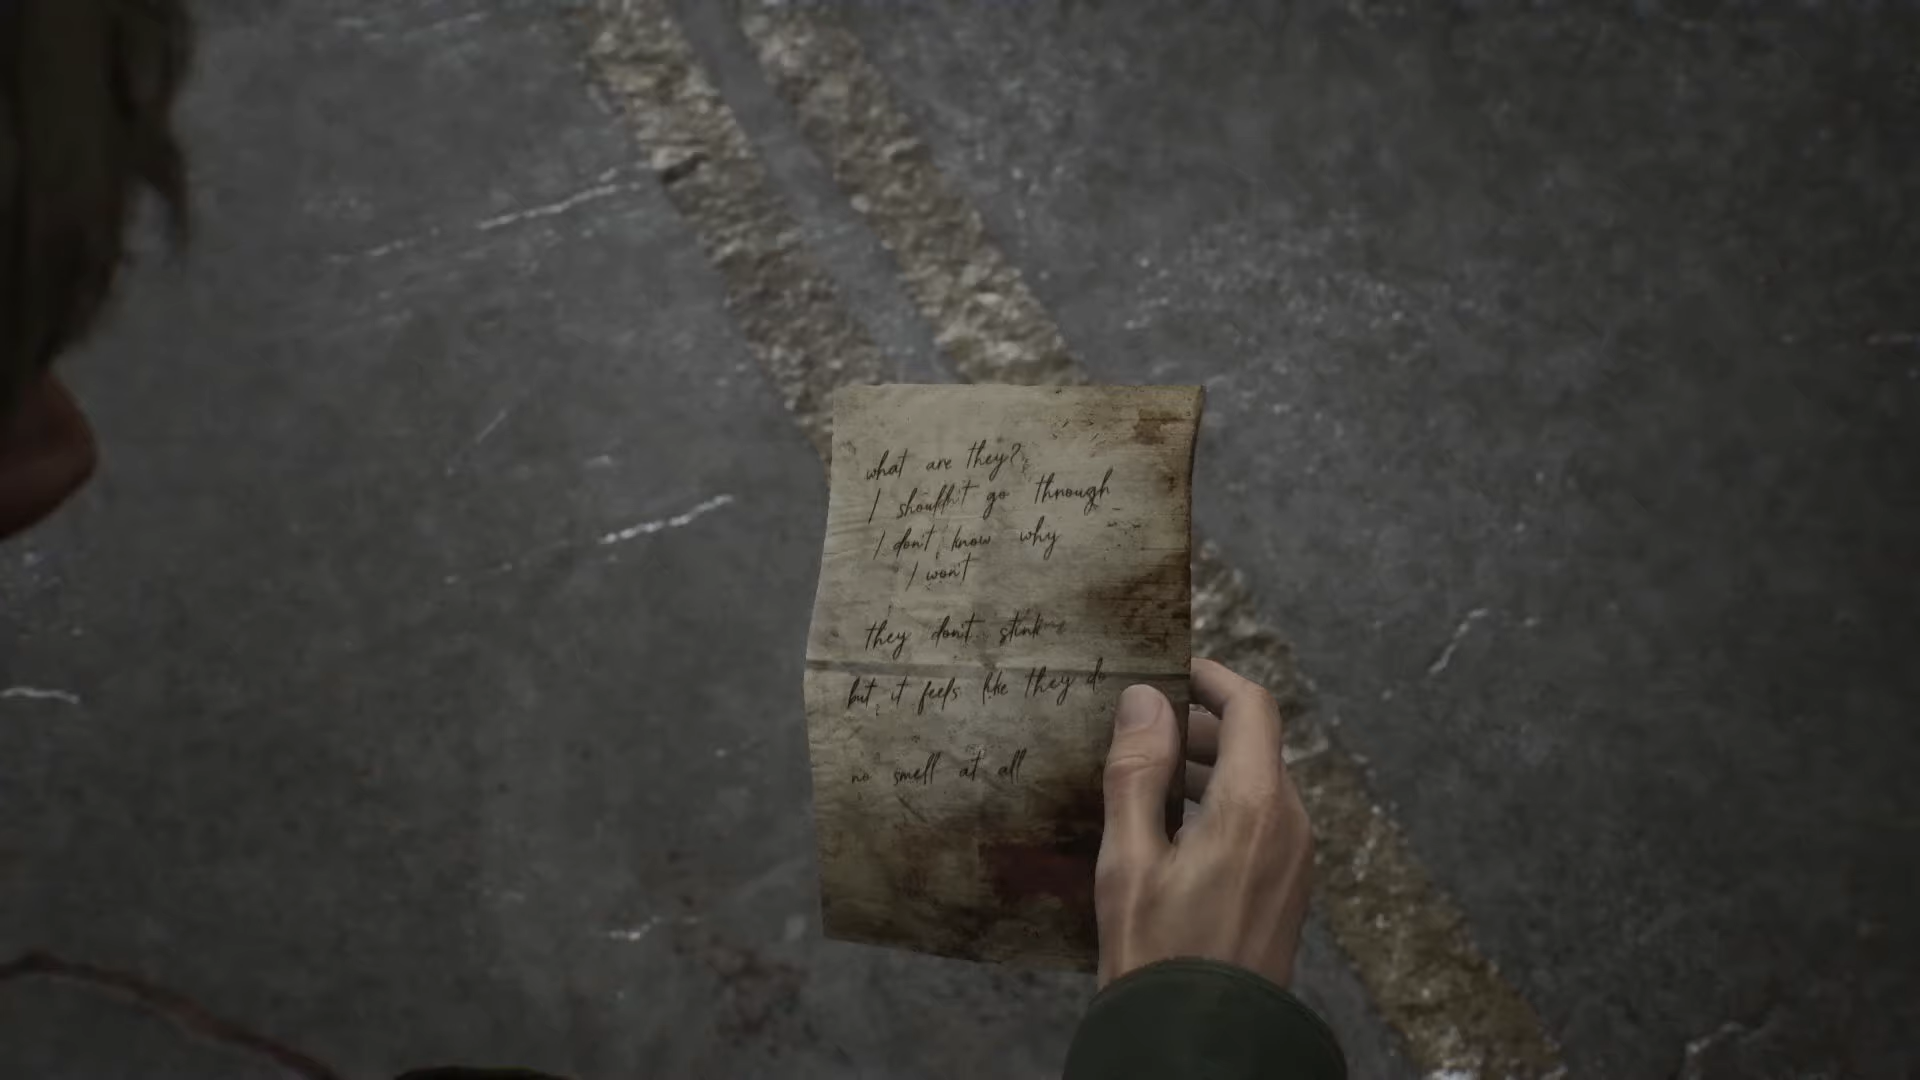 what are they?
I shouldn't go through
I don't know why
I won't
they don't stink
but it feels like they do
no smell at all